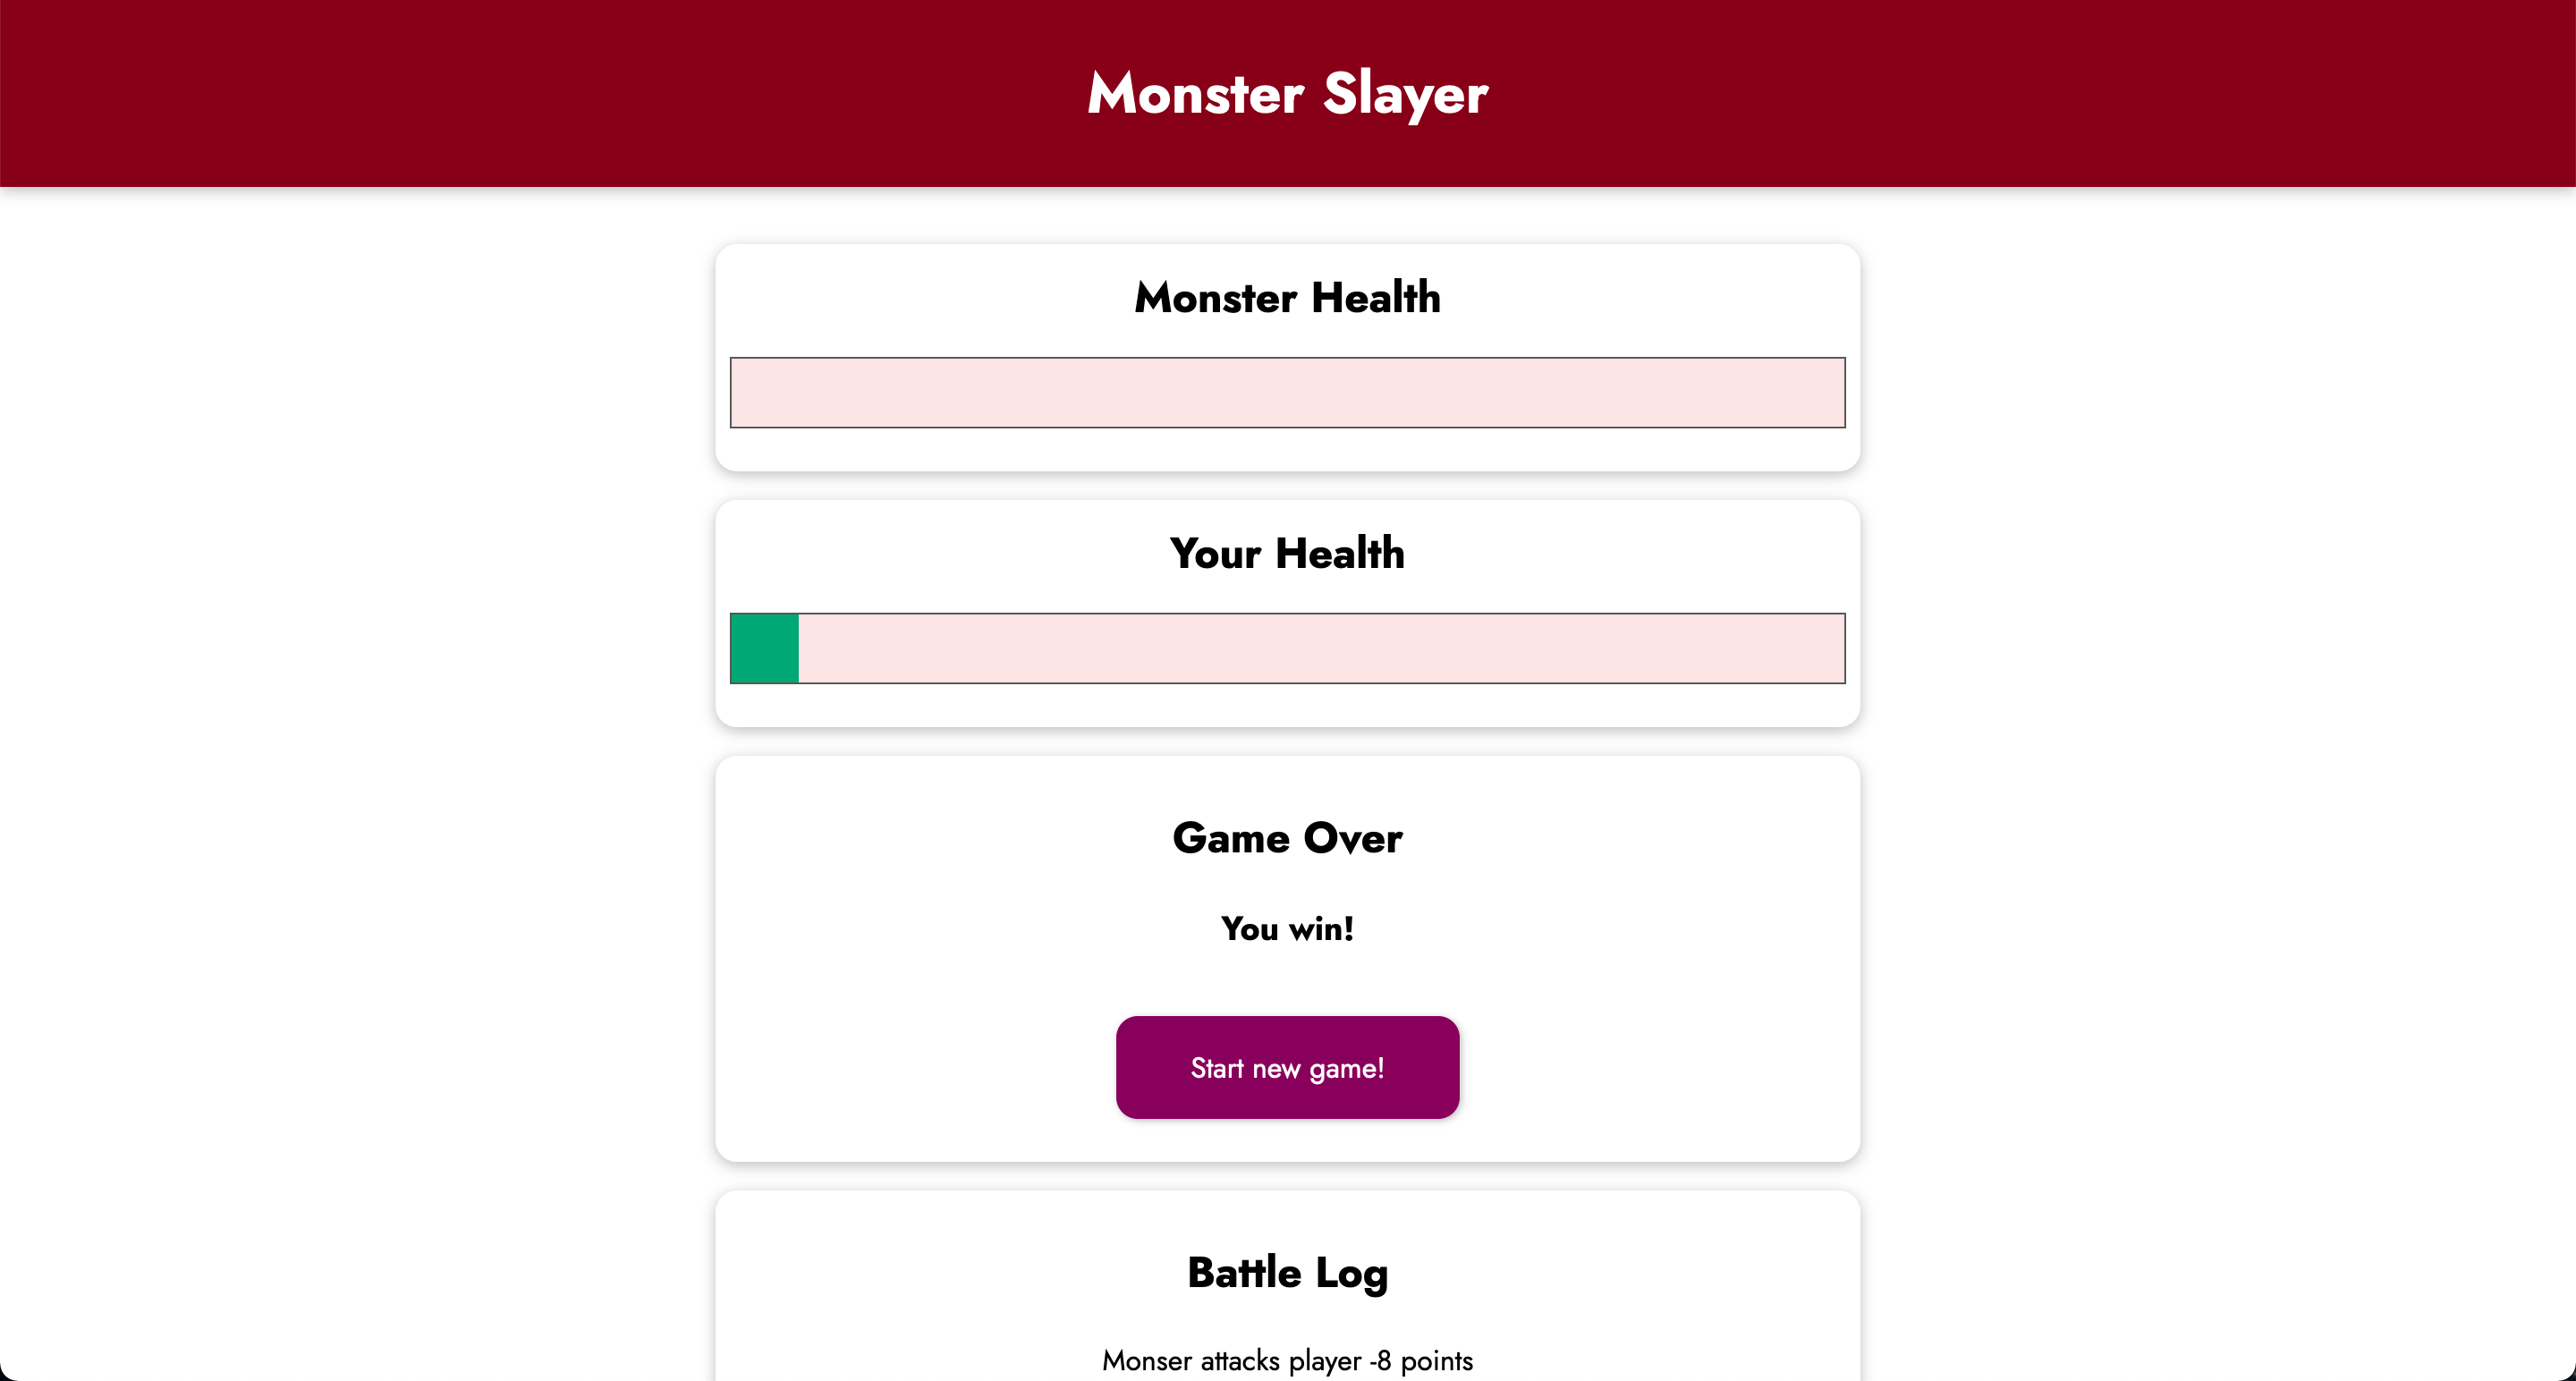 Monster Slayer
Monster Health
Your Health
Game Over
You win!
Start new game!
Battle Log
Monser attacks player -8 points